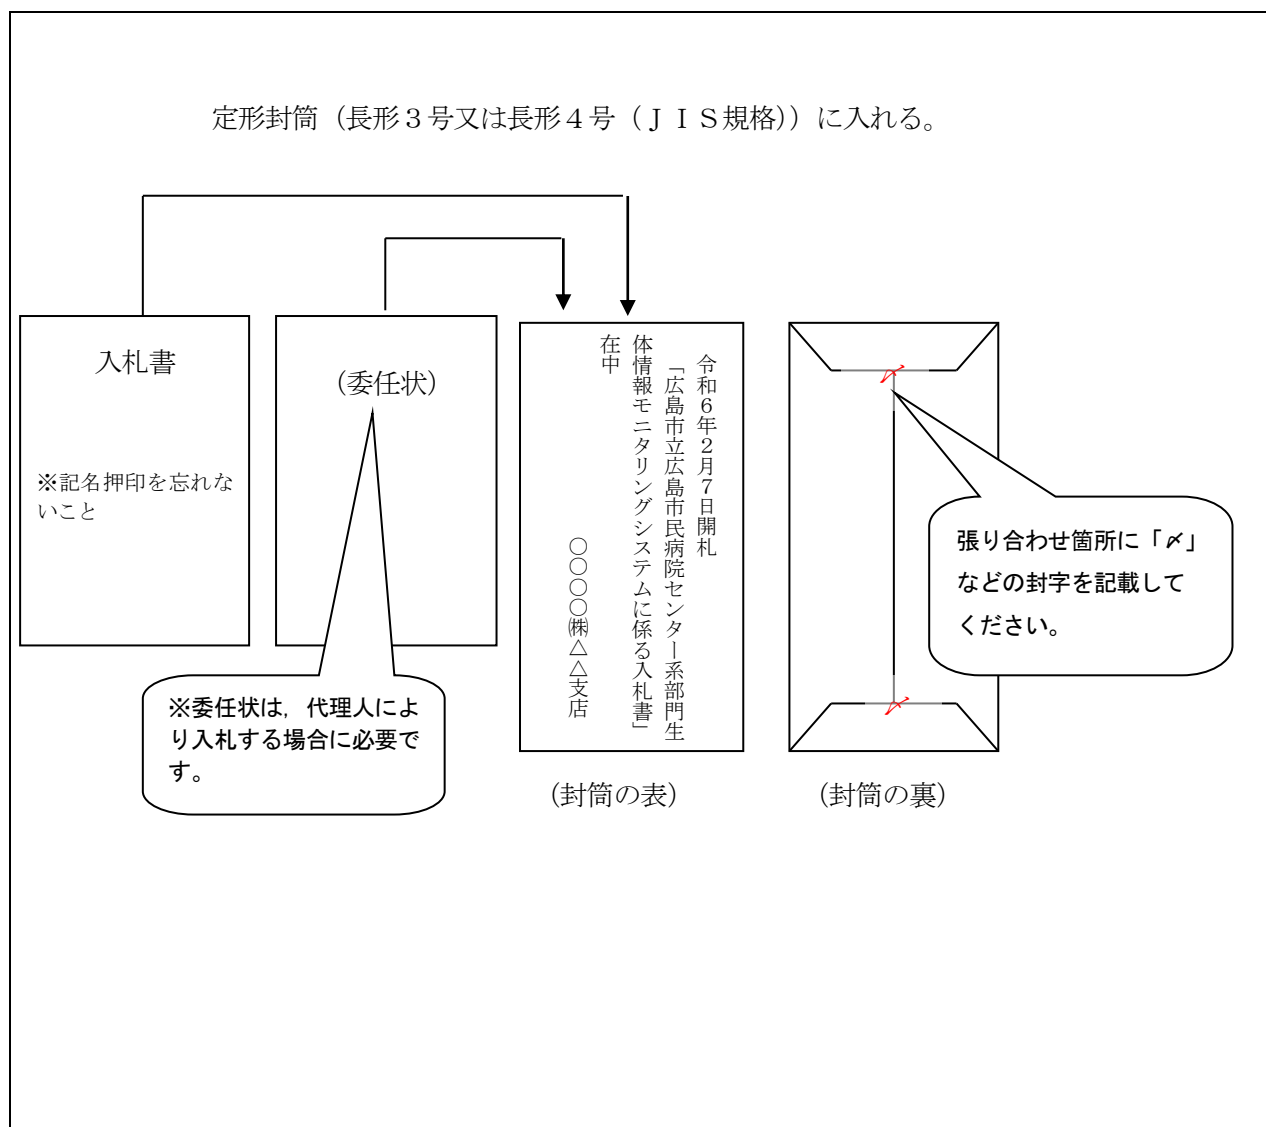 定形封筒（長形３号又は長形４号（ＪＩＳ規格））に入れる。
入札書
※記名押印を忘れな
いこと
（委任状）
※委任状は，代理人によ
り入札する場合に必要で
す。
令和６年２月７日開札
「広島市立広島市民病院センター系部門生
体情報モニタリングシステムに係る入札書」
在中
〇〇〇〇㈱△△支店
（封筒の表）
〆
〆
張り合わせ箇所に「〆」
などの封字を記載して
ください。
（封筒の裏）